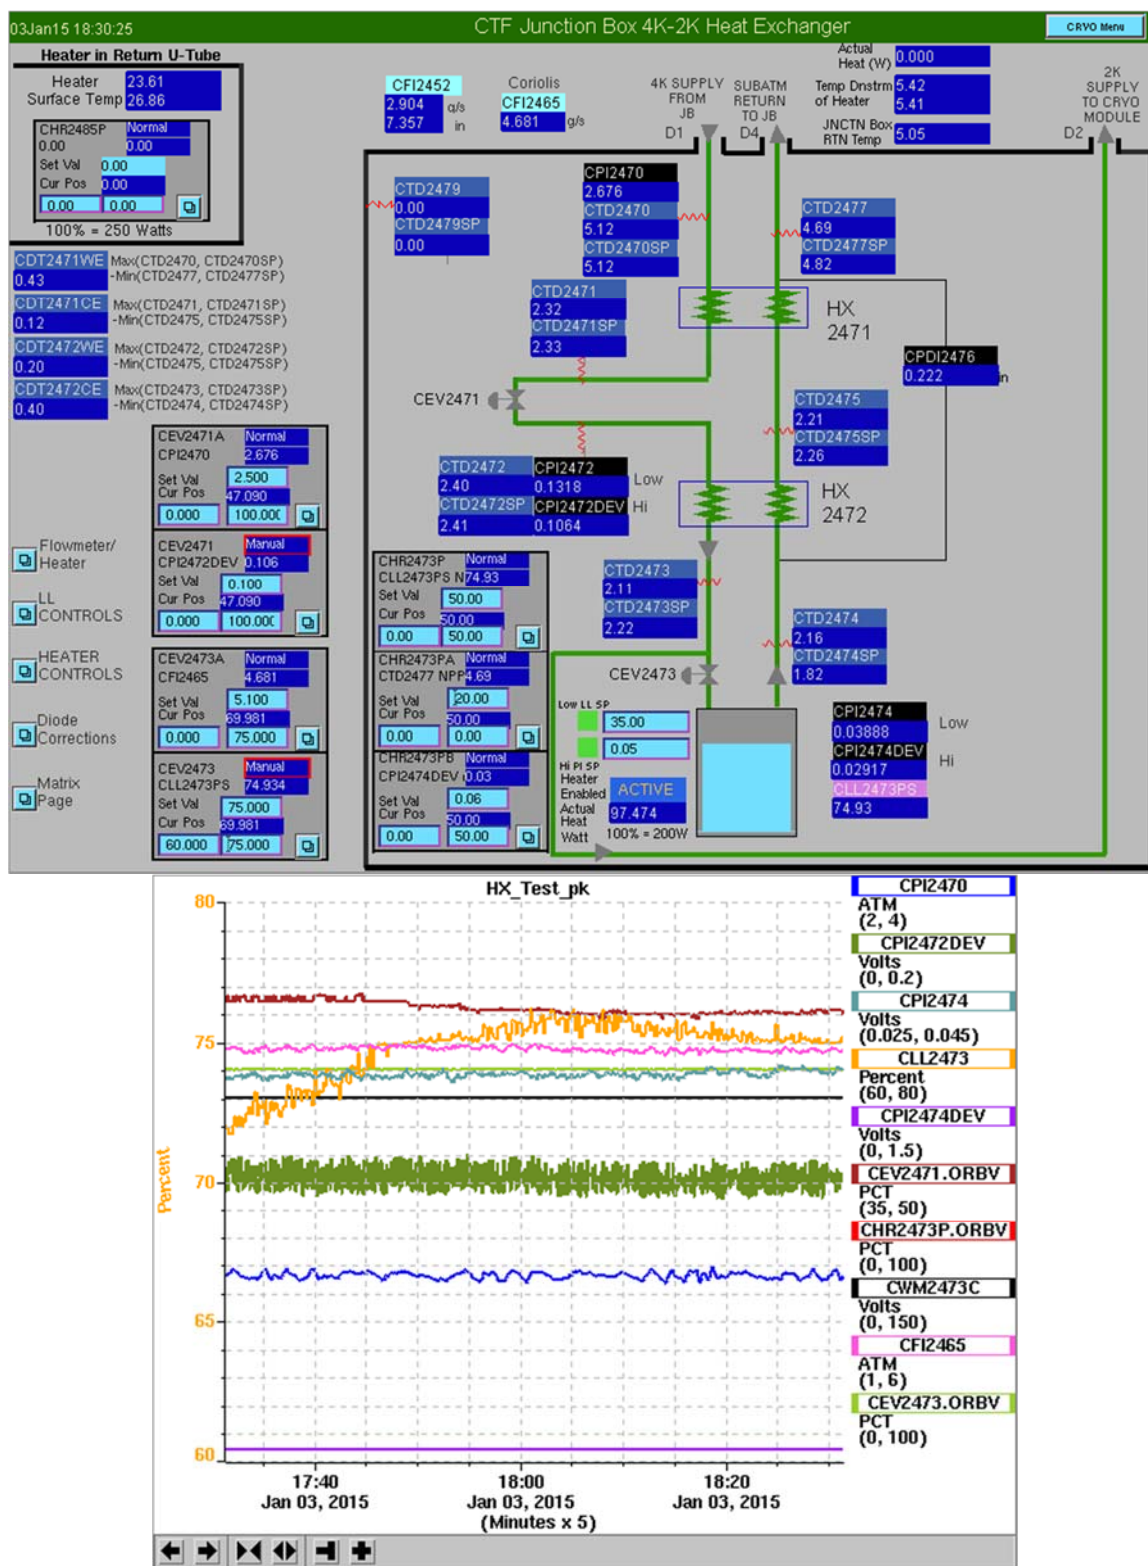 03Jan15 18:30:25
CTF Junction Box 4K-2K Heat Exchanger
CRYO Menu
Heater in Return U-Tube
Heater 23.61
Surface Temp 26.86
CHR2485P Normal
0.00 0.00
Set Val 0.00
Cur Pos 0.00
0.00 0.00
100% = 250 Watts
CFI2452
2.904 g/s
7.357 in
Coriolis
CFI2465
4.681 g/s
4K SUPPLY
FROM
JB
D1
SUBATM
RETURN
TO JB
D4
Actual
Heat (W) 0.000
Temp Dnstrm 5.42
of Heater 5.41
JNCTN Box
RTN Temp 5.05
2K
SUPPLY
TO CRYO
MODULE
D2
CDT2471WE Max(CTD2470, CTD2470SP)
0.43 -Min(CTD2477, CTD2477SP)
CDT2471CE Max(CTD2471, CTD2471SP)
0.12 -Min(CTD2475, CTD2475SP)
CDT2472WE Max(CTD2472, CTD2472SP)
0.20 -Min(CTD2475, CTD2475SP)
CDT2472CE Max(CTD2473, CTD2473SP)
0.40 -Min(CTD2474, CTD2474SP)
CTD2479
0.00
CTD2479SP
0.00
CPI2470
2.676
CTD2470
5.12
CTD2470SP
5.12
CTD2477
4.69
CTD2477SP
4.82
CTD2471
2.32
CTD2471SP
2.33
HX
2471
CPDI2476
0.222 in
CEV2471
CTD2475
2.21
CTD2475SP
2.26
CTD2472 CPI2472
2.40 0.1318 Low
CTD2472SP CPI2472DEV Hi
2.41 0.1064
HX
2472
CEV2471A Normal
CPI2470 2.676
Set Val 2.500
Cur Pos 47.090
0.000 100.000
CEV2471 Manual
CPI2472DEV 0.106
Set Val 0.100
Cur Pos 47.090
0.000 100.000
CEV2473A Normal
CFI2465 4.681
Set Val 5.100
Cur Pos 69.981
0.000 75.000
CEV2473 Manual
CLL2473PS 74.934
Set Val 75.000
Cur Pos 69.981
60.000 75.000
Flowmeter/
Heater
LL
CONTROLS
HEATER
CONTROLS
Diode
Corrections
Matrix
Page
CHR2473P Normal
CLL2473PS N 74.93
Set Val 50.00
Cur Pos 50.00
0.00 50.00
CHR2473PA Normal
CTD2477 NPP 4.69
Set Val 20.00
Cur Pos 50.00
0.00 0.00
CHR2473PB Normal
CPI2474DEV 0.03
Set Val 0.06
Cur Pos 50.00
0.00 50.00
CTD2473
2.11
CTD2473SP
2.22
CTD2474
2.16
CTD2474SP
1.82
CEV2473
Low LL SP
35.00
0.05
Hi PI SP
Heater
Enabled ACTIVE
Actual
Heat 97.474
Watt 100% = 200W
CPI2474
0.03888 Low
CPI2474DEV
0.02917 Hi
CLL2473PS
74.93
HX_Test_pk
Percent
80
75
70
65
60
17:40
Jan 03, 2015
18:00
Jan 03, 2015
18:20
Jan 03, 2015
(Minutes x 5)
CPI2470
ATM
(2, 4)
CPI2472DEV
Volts
(0, 0.2)
CPI2474
Volts
(0.025, 0.045)
CLL2473
Percent
(60, 80)
CPI2474DEV
Volts
(0, 1.5)
CEV2471.ORBV
PCT
(35, 50)
CHR2473P.ORBV
PCT
(0, 100)
CWM2473C
Volts
(0, 150)
CFI2465
ATM
(1, 6)
CEV2473.ORBV
PCT
(0, 100)